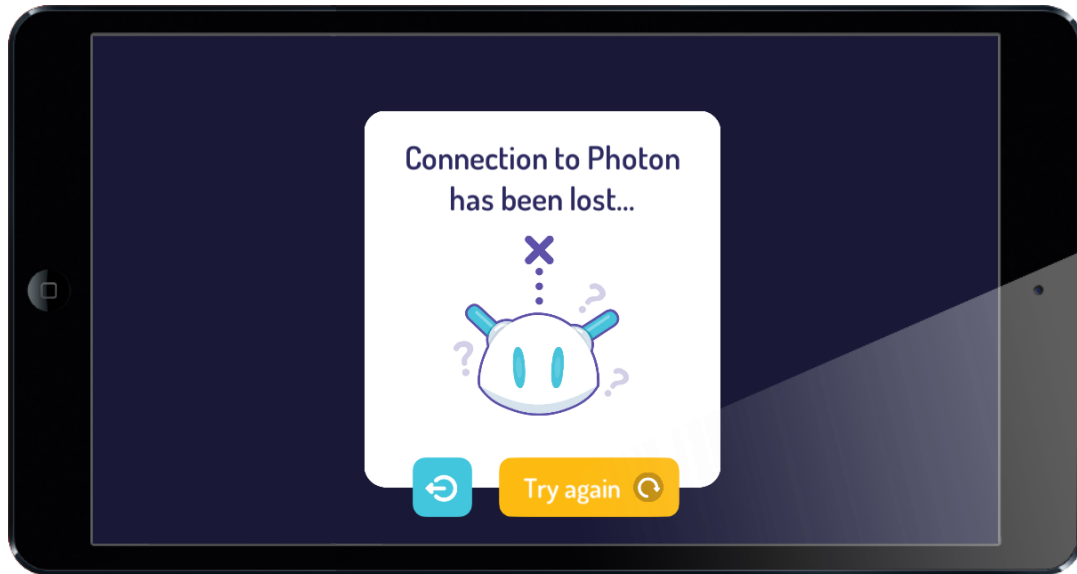 Connection to Photon
has been lost...
?
?
?
Try again